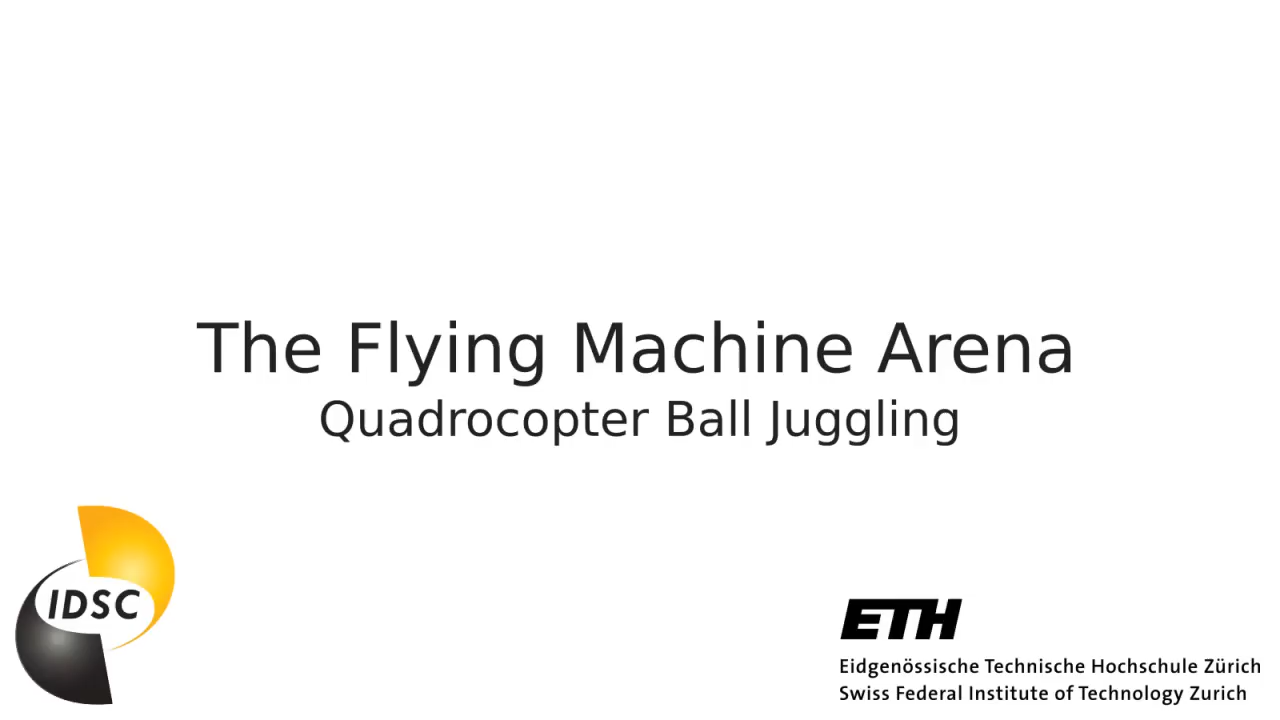 The Flying Machine Arena
Quadrocopter Ball Juggling
IDSC
ETH
Eidgenössische Technische Hochschule Zürich
Swiss Federal Institute of Technology Zurich